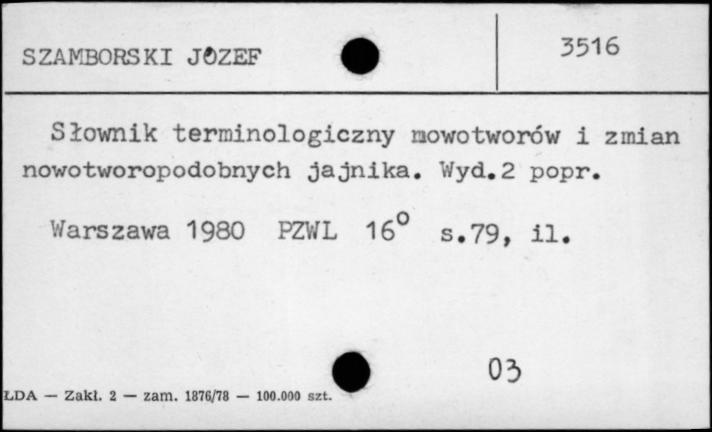 SZAMBORSKI JÓZEF
3516
Słownik terminologiczny nowotworów i zmian
nowotworopodobnych jajnika. Wyd.2 popr.
Warszawa 1980 PZWL 16° s.79, il.
03
LDA — Zakł. 2 — zam. 1876/78 — 100.000 szt.